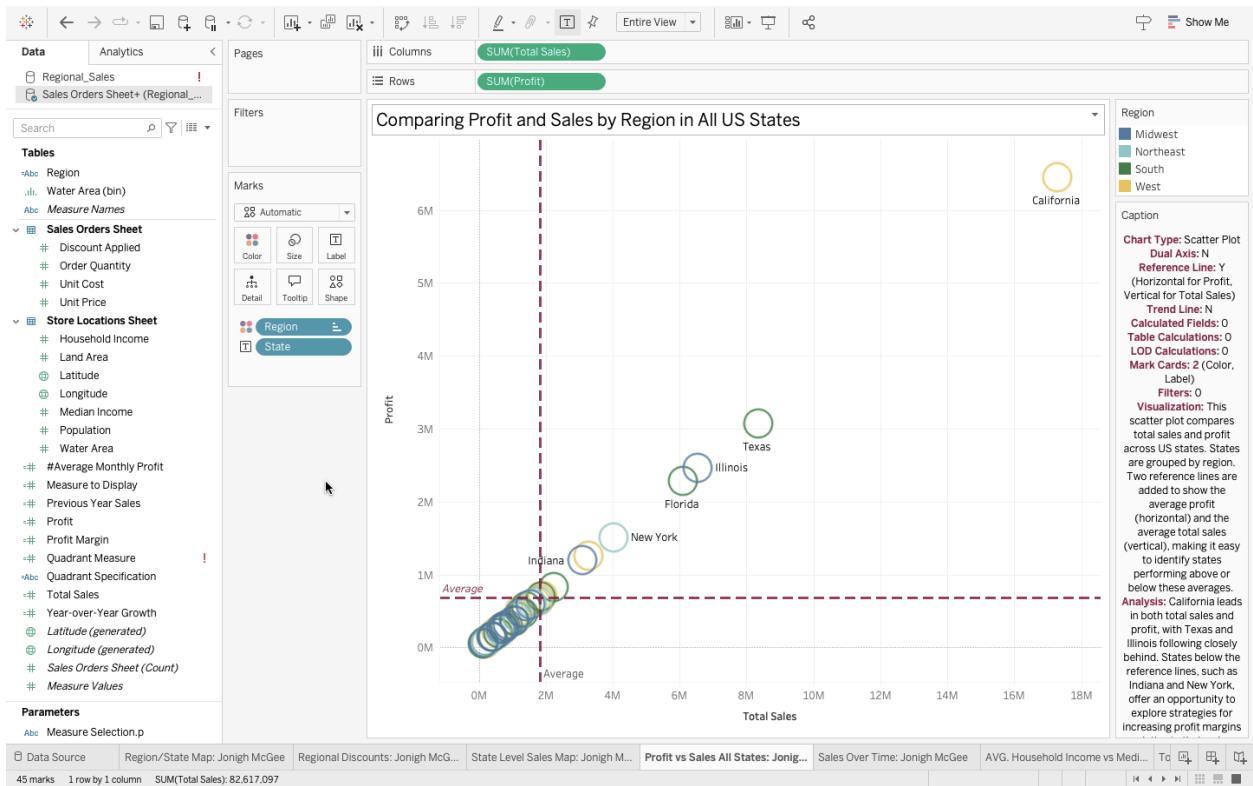 Entire View
Show Me
Data
Analytics
Regional_Sales
Sales Orders Sheet+ (Regional_...
Search
Tables
Abc Region
Water Area (bin)
Abc Measure Names
Sales Orders Sheet
Discount Applied
Order Quantity
Unit Cost
Unit Price
Store Locations Sheet
Household Income
Land Area
Latitude
Longitude
Median Income
Population
Water Area
#Average Monthly Profit
Measure to Display
Previous Year Sales
Profit
Profit Margin
Quadrant Measure
Abc Quadrant Specification
Total Sales
Year-over-Year Growth
Latitude (generated)
Longitude (generated)
Sales Orders Sheet (Count)
Measure Values
Parameters
Abc Measure Selection.p
Pages
Filters
Marks
Automatic
Color Size Label
Detail Tooltip Shape
Region
State
Columns SUM(Total Sales)
Rows SUM(Profit)
Comparing Profit and Sales by Region in All US States
California
Texas
Illinois
Florida
New York
Indiana
Average
Average
Profit
6M
5M
4M
3M
2M
1M
0M
0M 2M 4M 6M 8M 10M 12M 14M 16M 18M
Total Sales
Region
Midwest
Northeast
South
West
Caption
Chart Type: Scatter Plot
Dual Axis: N
Reference Line: Y
(Horizontal for Profit,
Vertical for Total Sales)
Trend Line: N
Calculated Fields: 0
Table Calculations: 0
LOD Calculations: 0
Mark Cards: 2 (Color,
Label)
Filters: 0
Visualization: This
scatter plot compares
total sales and profit
across US states. States
are grouped by region.
Two reference lines are
added to show the
average profit
(horizontal) and the
average total sales
(vertical), making it easy
to identify states
performing above or
below these averages.
Analysis: California leads
in both total sales and
profit, with Texas and
Illinois following closely
behind. States below the
reference lines, such as
Indiana and New York,
offer an opportunity to
explore strategies for
increasing profit margins
Data Source
Region/State Map: Jonigh McGee
Regional Discounts: Jonigh McG...
State Level Sales Map: Jonigh M...
Profit vs Sales All States: Jonig...
Sales Over Time: Jonigh McGee
AVG. Household Income vs Medi...
To
45 marks 1 row by 1 column SUM(Total Sales): 82,617,097